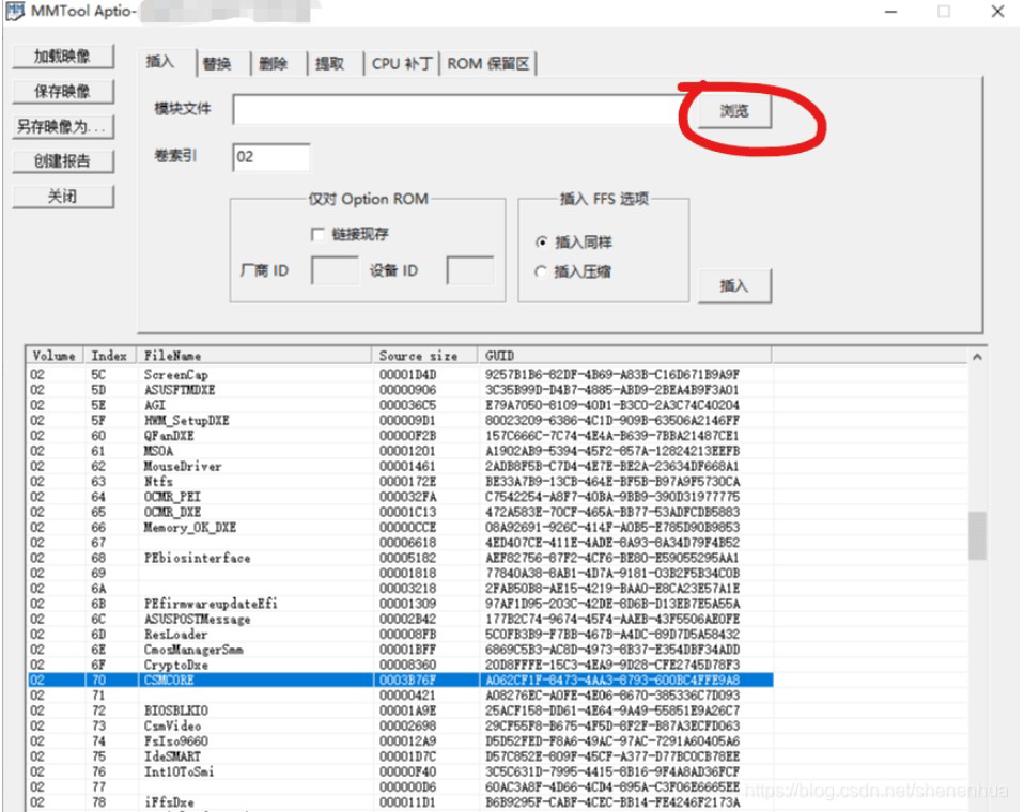 MMTool Aptio-
加载映像
保存映像
另存映像为...
创建报告
关闭
插入 替换 删除 提取 CPU 补丁 ROM 保留区
模块文件 浏览
卷索引 02
仅对 Option ROM
链接现存
厂商 ID 设备 ID
插入 FFS 选项
插入同样
插入压缩
插入
Volume Index FileName Source size GUID
02 5C ScreenCap 00001D4D 9257B1B6-82DF-4B69-A83B-C16D671B9A9F
02 5D ASUSFTMDXE 00000906 3C35B99D-D4B7-4885-ABD9-2BEA4B9F3A01
02 5E AGI 000036C5 E79A7050-8109-40D1-B3C0-2A3C74C40204
02 5F HWM_SetupDXE 000009D1 80023209-6386-4C1D-909B-63506A2146FF
02 60 QFanDXE 00000F2B 157C666C-7C74-4E4A-B639-7BBA21487CE1
02 61 MSOA 00001201 A1902AB9-5394-45F2-857A-12824213EEFB
02 62 MouseDriver 00001461 2ADB8F5B-C7D4-4E7E-BE2A-23634DF668A1
02 63 Ntfs 0000172E BE33A7B9-13CB-464E-BF5B-B97A9F5730CA
02 64 OCMR_PEI 000032FA C7542254-A8F7-40BA-9BB9-390D31977775
02 65 OCMR_DXE 00001C13 472A583E-70CF-465A-BB77-53ADFCDB5883
02 66 Memory_OK_DXE 00000CCE 08A92691-926C-414F-A0B5-E785D90B9853
02 67 00006618 4ED407CE-411E-4ADE-8A93-8A34D79F4B52
02 68 PEbiosinterface 00005182 AEF82756-87F2-4CF6-BE80-E59055295AA1
02 69 00001818 77840A38-8AB1-4D7A-9181-03B2F5B34C0B
02 6A 00003218 2FAB50B8-AE15-4219-BAA0-E8CA23E57A1E
02 6B PEfirmwareupdateEfi 00001309 97AF1D95-203C-42DE-8D6B-D13EB7E5A55A
02 6C ASUSPOSTMessage 00002B42 177B2C74-9674-45F4-AAEB-43F5506AE0FE
02 6D ResLoader 000008FB 5C0FB3B9-F7BB-467B-A4DC-89D7D5A58432
02 6E CmosManagerSmm 00001BFF 6869C5B3-AC8D-4973-8B37-E354DBF34ADD
02 6F CryptoDxe 00008360 20D8FFFE-15C3-4EA9-9D28-CFE2745D78F3
02 70 CSMCORE 0003B76F A062CF1F-8473-4AA3-8793-600BC4FFE9A8
02 71 00000421 A08276EC-A0FE-4E06-8670-385336C7D093
02 72 BIOSBLKIO 00001A9E 25ACF158-DD61-4E64-9A49-55851E9A26C7
02 73 CsmVideo 00002698 29CF55F8-B675-4F5D-8F2F-B87A3ECFD063
02 74 FsIso9660 000012A9 D5D52FED-F8A6-49AC-97AC-7291A60405A6
02 75 IdeSMART 00001D7C D57C852E-809F-45CF-A377-D77BC0CB78EE
02 76 Int10ToSmi 00000F40 3C5C631D-7995-4415-8B16-9F4A8AD36FCF
02 77 000000D6 60AC3A8F-4D66-4CD4-895A-C3F06E6665EE
02 78 iFfsDxe 000011D1 B6B9295F-CABF-4CEC-BB14-FE4246F2173A
https://blog.csdn.net/shanenhua